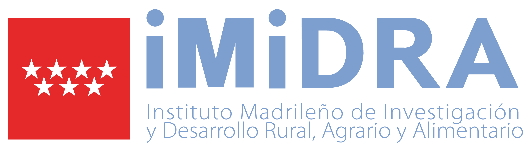 iMiDRA
Instituto Madrileño de Investigación
y Desarrollo Rural, Agrario y Alimentario